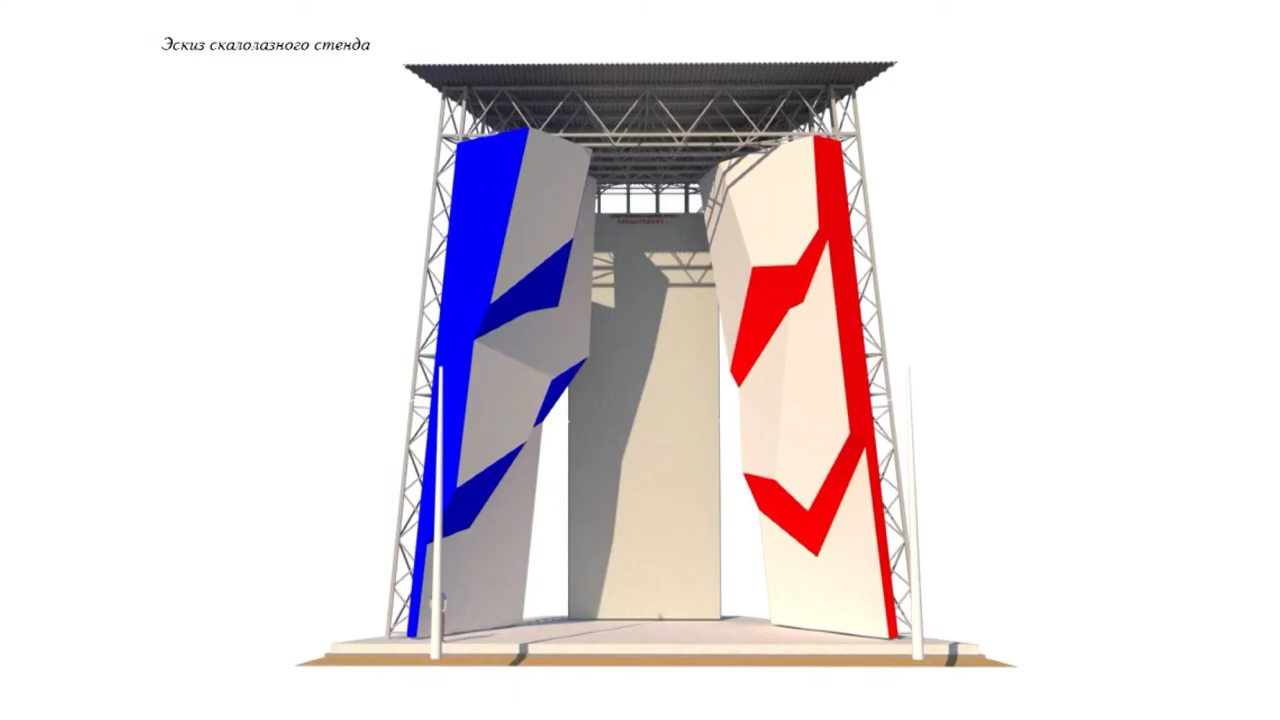 Эскиз скалолазного стенда